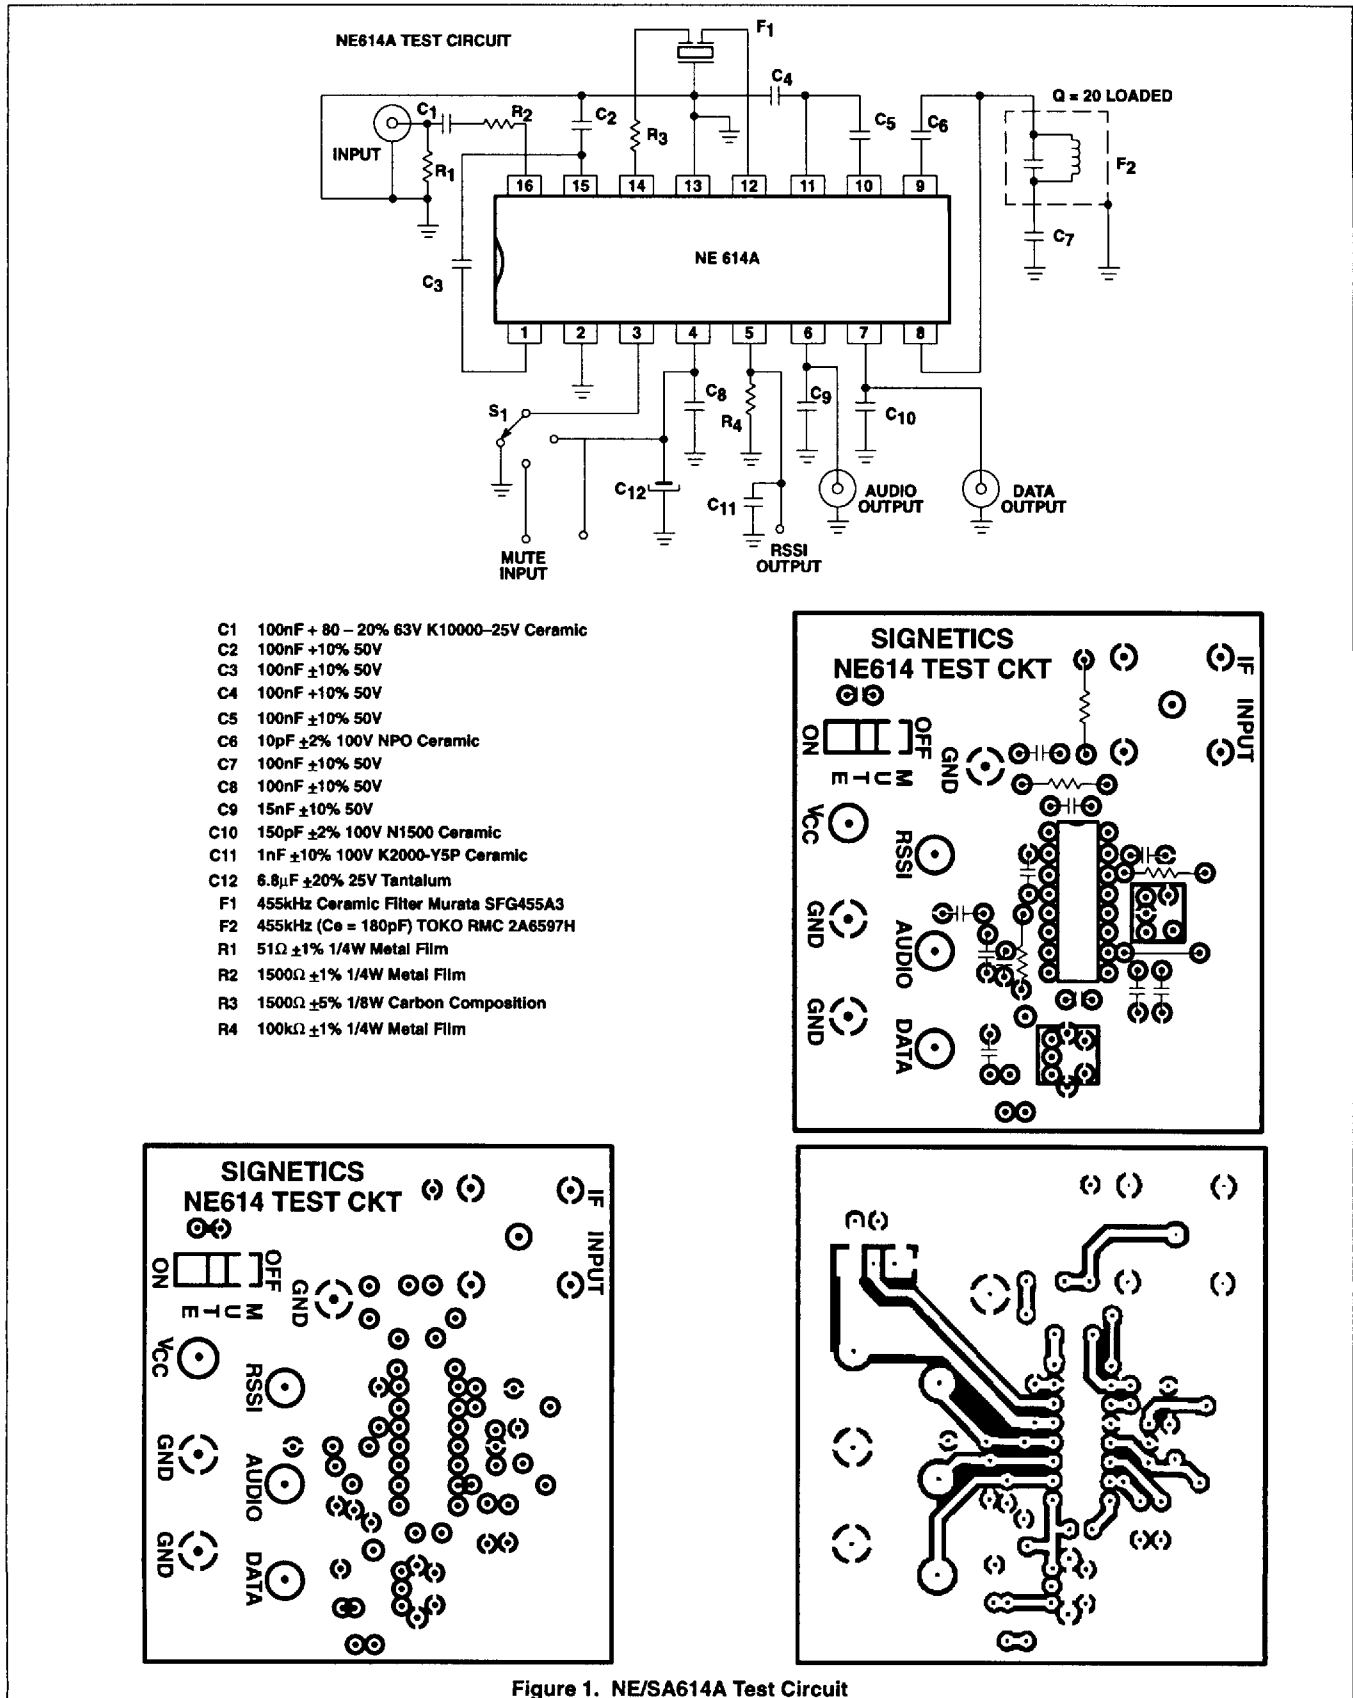 NE614A TEST CIRCUIT
F1
C4
Q = 20 LOADED
C1
R2
C2
R3
C5
C6
INPUT
R1
F2
16 15 14 13 12 11 10 9
C7
NE 614A
C3
1 2 3 4 5 6 7 8
C8
R4
C9
C10
S1
C12
C11
AUDIO
OUTPUT
DATA
OUTPUT
MUTE
INPUT
RSSI
OUTPUT
C1 100nF + 80 – 20% 63V K10000–25V Ceramic
C2 100nF +10% 50V
C3 100nF ±10% 50V
C4 100nF +10% 50V
C5 100nF ±10% 50V
C6 10pF ±2% 100V NPO Ceramic
C7 100nF ±10% 50V
C8 100nF ±10% 50V
C9 15nF ±10% 50V
C10 150pF ±2% 100V N1500 Ceramic
C11 1nF ±10% 100V K2000-Y5P Ceramic
C12 6.8µF ±20% 25V Tantalum
F1 455kHz Ceramic Filter Murata SFG455A3
F2 455kHz (Ce = 180pF) TOKO RMC 2A6597H
R1 51Ω ±1% 1/4W Metal Film
R2 1500Ω ±1% 1/4W Metal Film
R3 1500Ω ±5% 1/8W Carbon Composition
R4 100kΩ ±1% 1/4W Metal Film
SIGNETICS
NE614 TEST CKT
IF INPUT
ON
OFF
MUTE
GND
VCC
RSSI
GND
AUDIO
GND
DATA
SIGNETICS
NE614 TEST CKT
IF INPUT
ON
OFF
MUTE
GND
VCC
RSSI
GND
AUDIO
GND
DATA
Figure 1. NE/SA614A Test Circuit